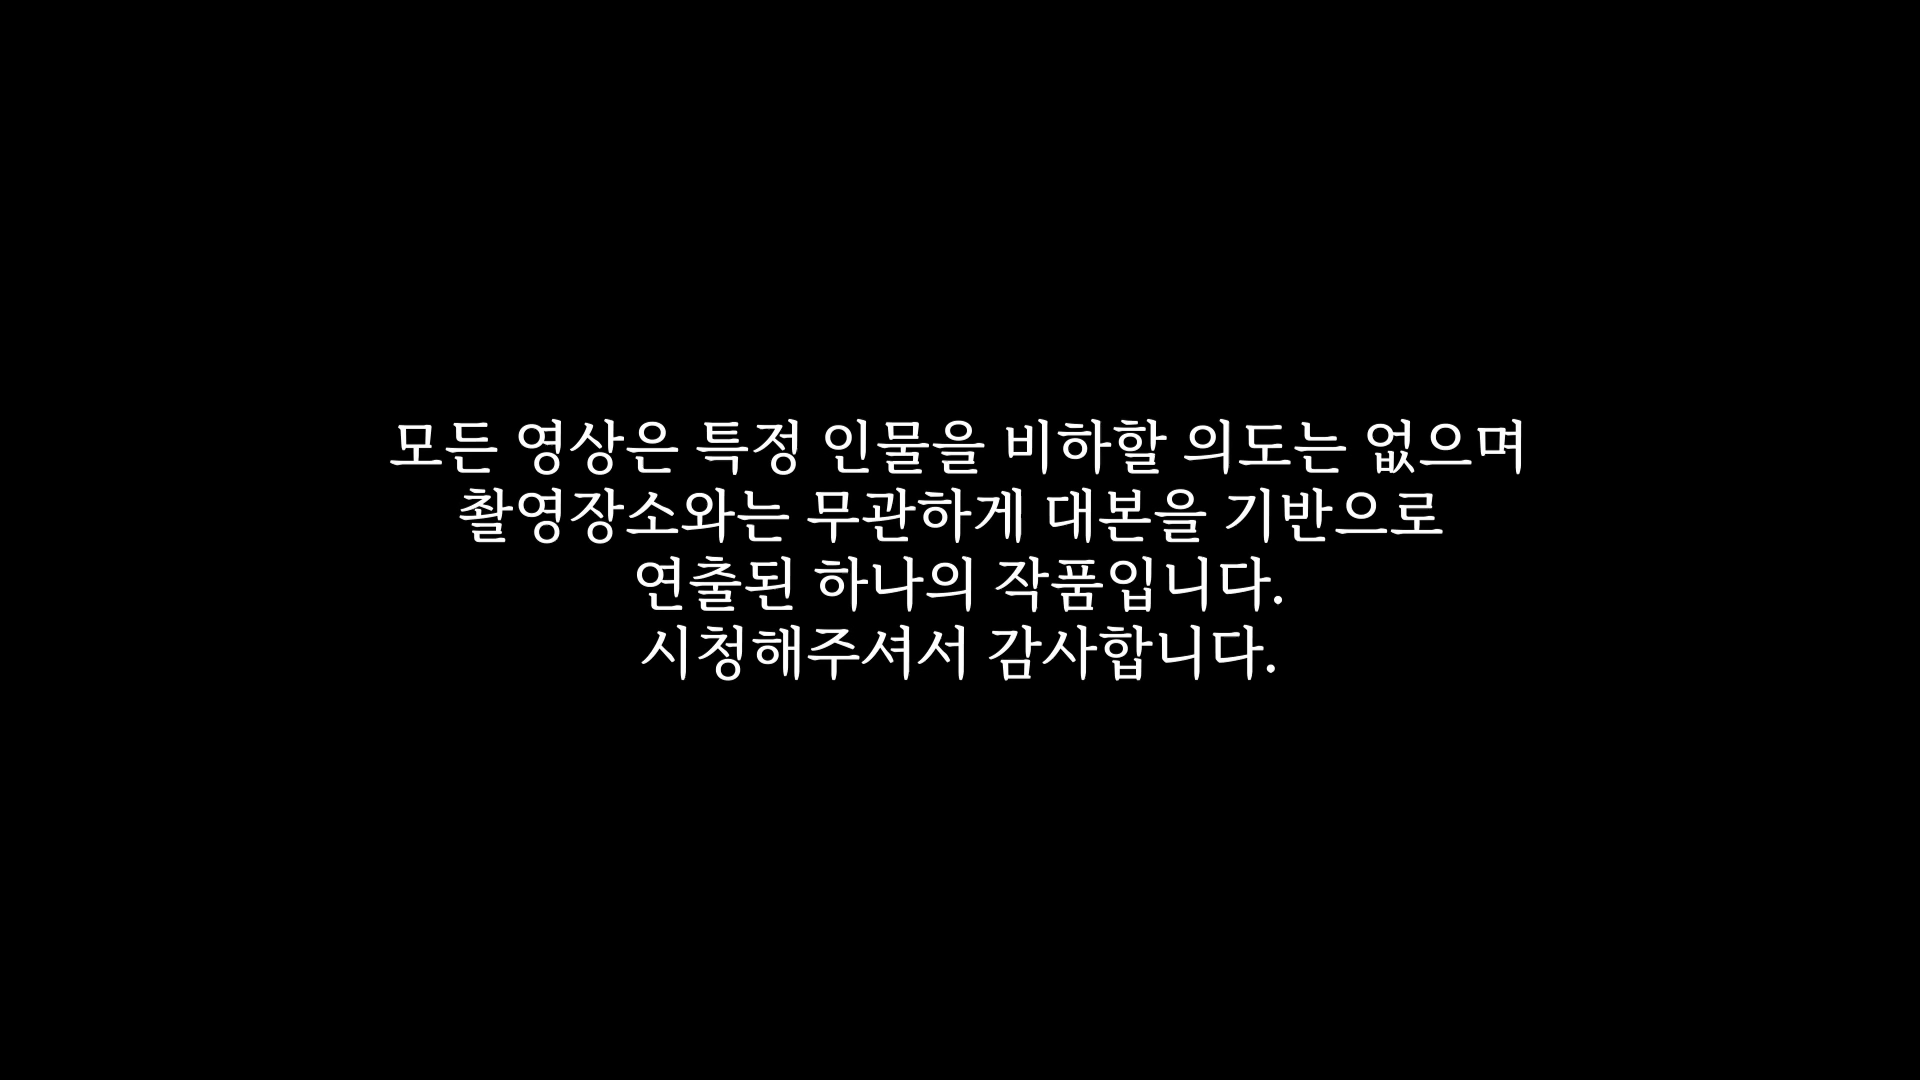 모든 영상은 특정 인물을 비하할 의도는 없으며
촬영장소와는 무관하게 대본을 기반으로
연출된 하나의 작품입니다.
시청해주셔서 감사합니다.